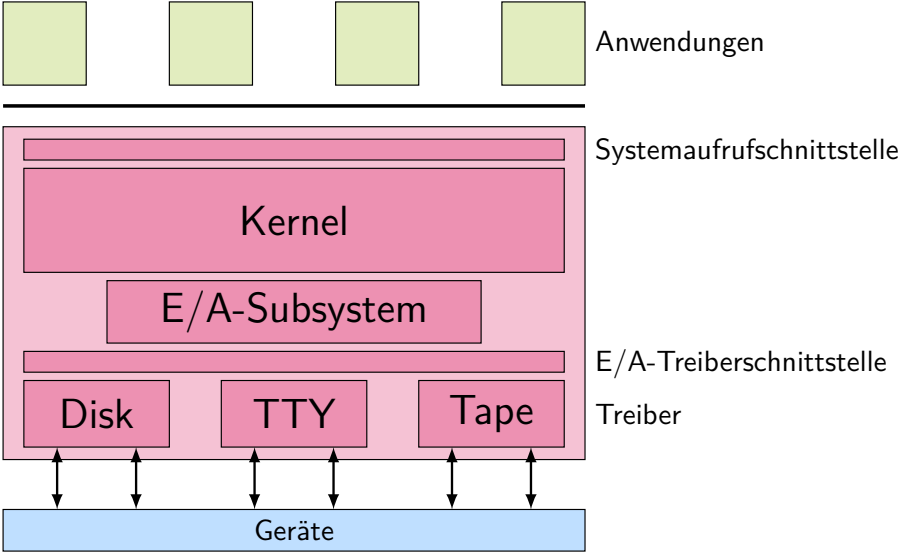 Anwendungen
Systemaufrufschnittstelle
Kernel
E/A-Subsystem
E/A-Treiberschnittstelle
Disk
TTY
Tape
Treiber
Geräte